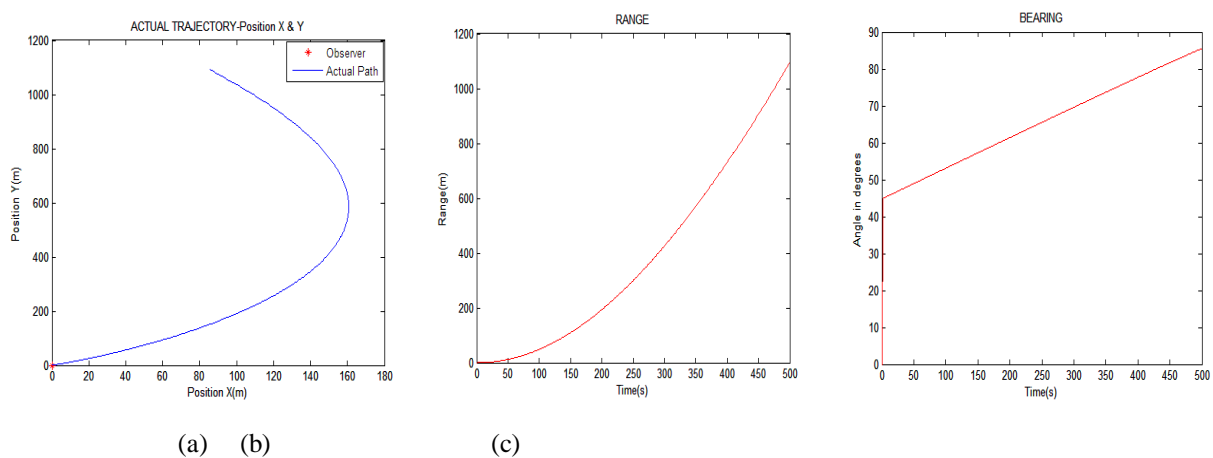 ACTUAL TRAJECTORY-Position X & Y
1200
1000
800
600
400
200
0
Position Y(m)
Observer
Actual Path
0 20 40 60 80 100 120 140 160 180
Position X(m)
RANGE
1200
1000
800
600
400
200
0
Range(m)
0 50 100 150 200 250 300 350 400 450 500
Time(s)
BEARING
90
80
70
60
50
40
30
20
10
0
Angle in degrees
0 50 100 150 200 250 300 350 400 450 500
Time(s)
(a) (b) (c)